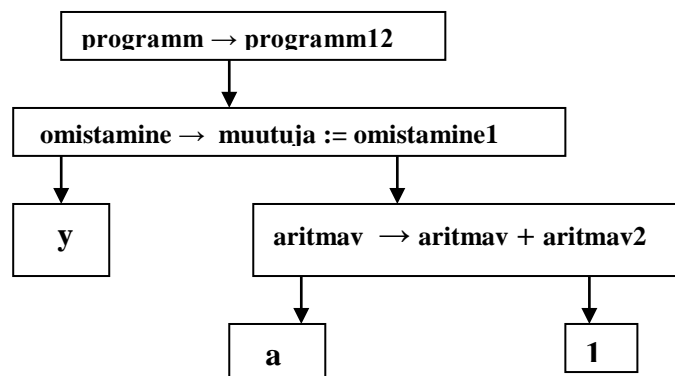 programm → programm12
omistamine → muutuja := omistamine1
y
aritmav → aritmav + aritmav2
a
1